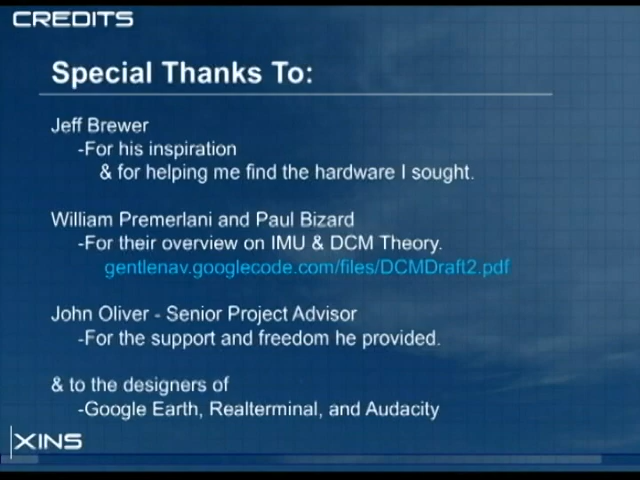 CREDITS
Special Thanks To:
Jeff Brewer
-For his inspiration
& for helping me find the hardware I sought.
William Premerlani and Paul Bizard
-For their overview on IMU & DCM Theory.
gentlenav.googlecode.com/files/DCMDraft2.pdf
John Oliver - Senior Project Advisor
-For the support and freedom he provided.
& to the designers of
-Google Earth, Realterminal, and Audacity
XINS